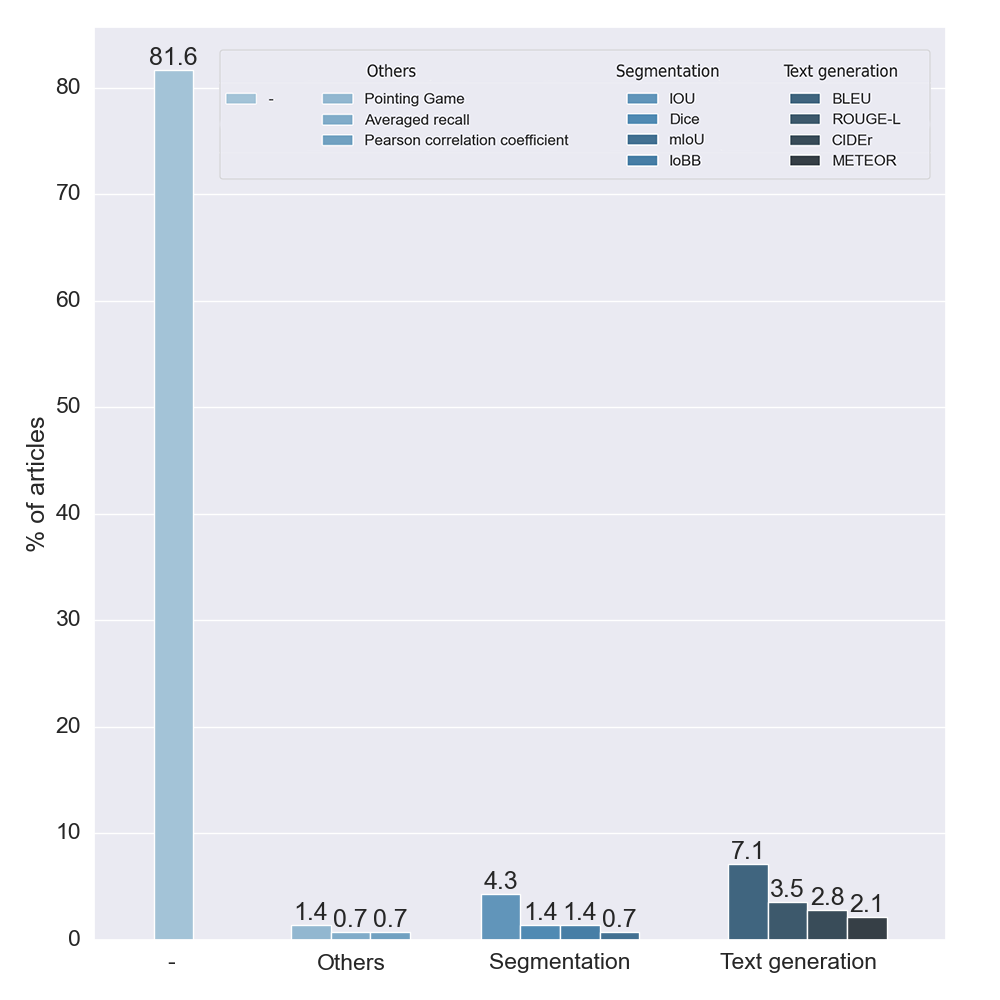 81.6
Others Segmentation Text generation
- Pointing Game IOU BLEU
Averaged recall Dice ROUGE-L
Pearson correlation coefficient mIoU CIDEr
IoBB METEOR
80
70
60
50
40
30
20
10
0
% of articles
1.4 0.7 0.7
4.3 1.4 1.4 0.7
7.1 3.5 2.8 2.1
- Others Segmentation Text generation